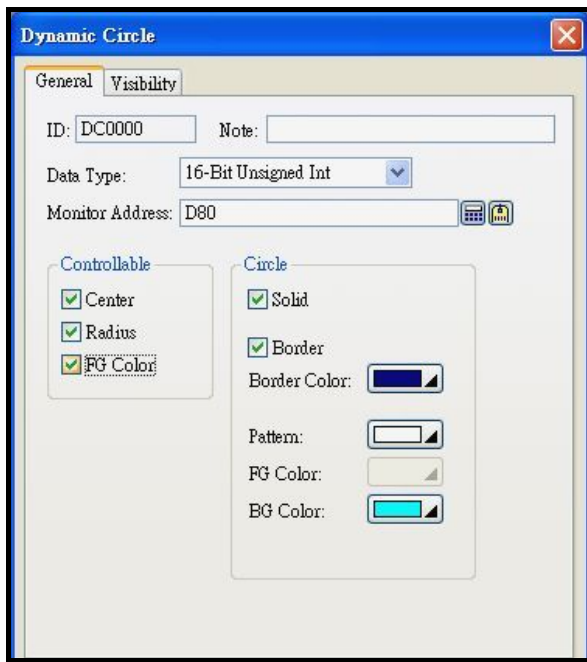 Dynamic Circle
General Visibility
ID: DC0000 Note:
Data Type: 16-Bit Unsigned Int
Monitor Address: D80
Controllable
Center
Radius
FG Color
Circle
Solid
Border
Border Color:
Pattern:
FG Color:
BG Color: